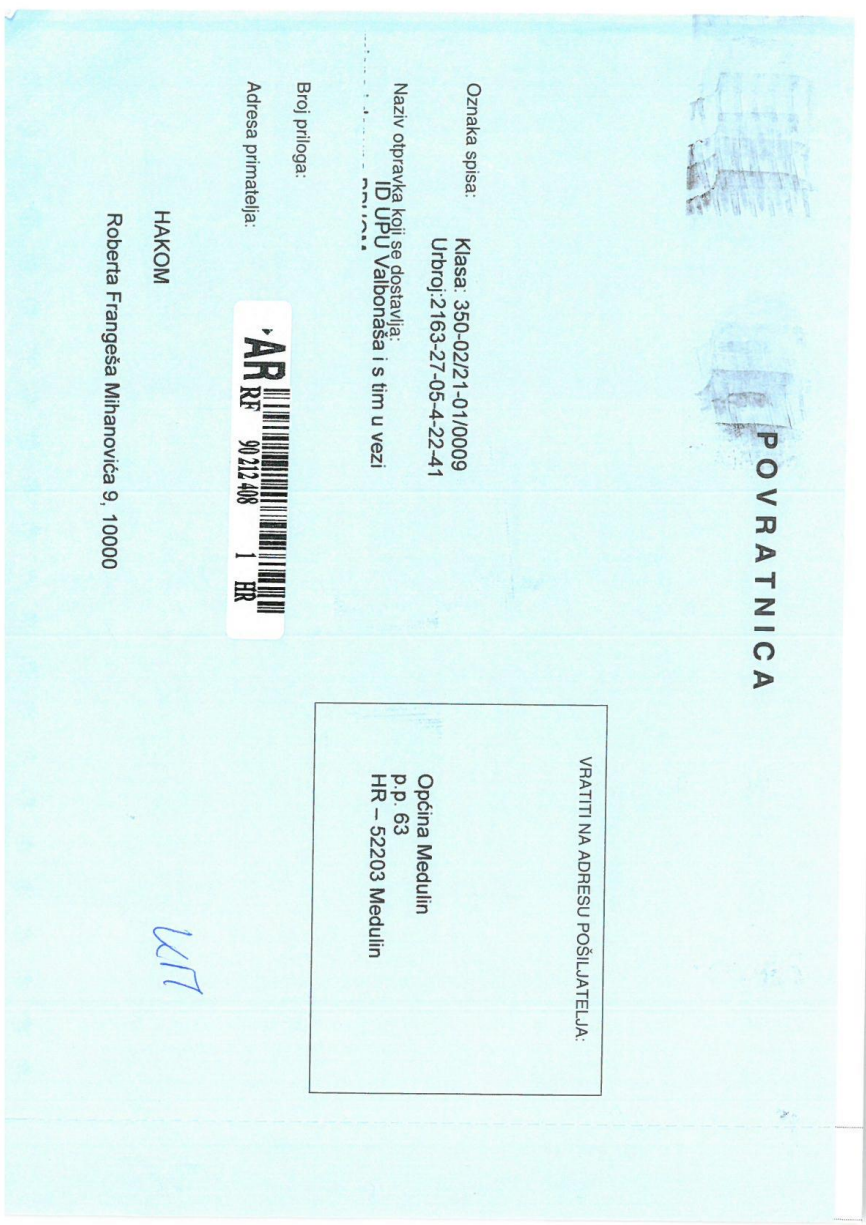 POVRATNICA
VRATITI NA ADRESU POŠILJATELJA:
Oznaka spisa:
Klasa: 350-02/21-01/0009
Urbroj:2163-27-05-4-22-41
Općina Medulin
p.p. 63
HR – 52203 Medulin
Naziv otpravka koji se dostavlja:
ID UPU Valbonaša i s tim u vezi
Broj priloga:
Adresa primatelja:
AR
RF 90 212 408 1 HR
HAKOM
Roberta Frangeša Mihanovića 9, 10000